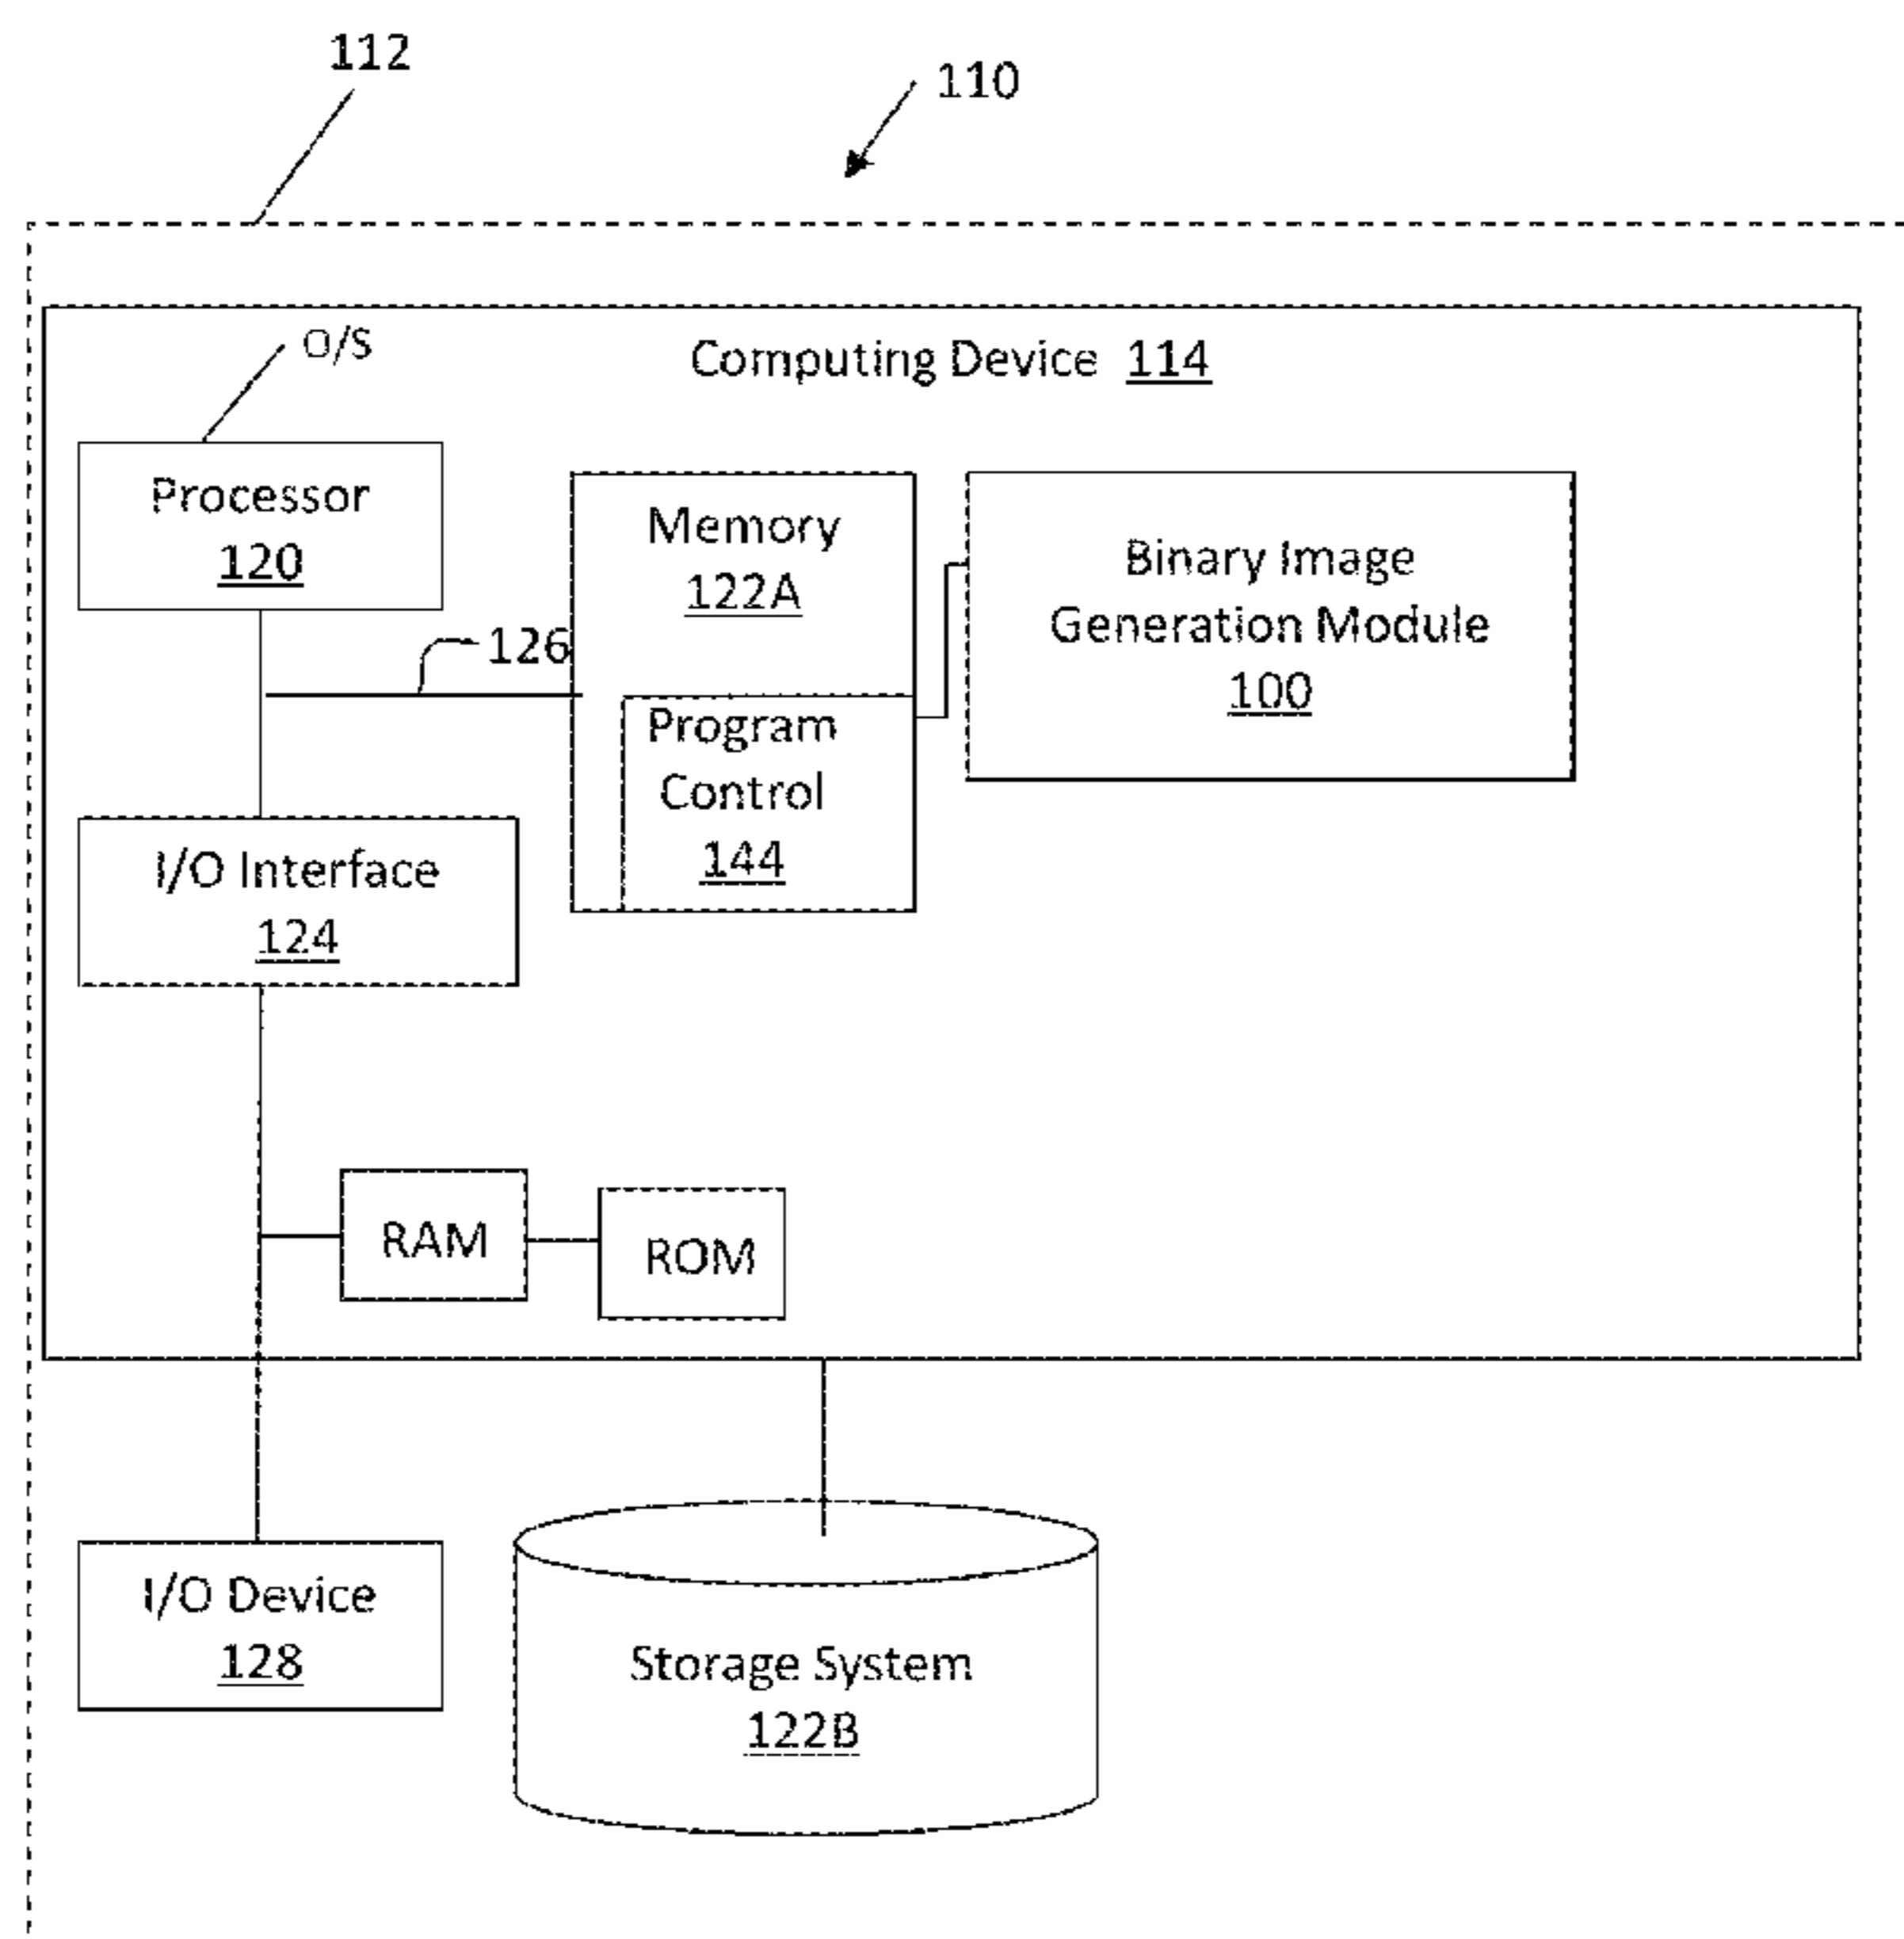 112
110
O/S
Computing Device 114
Processor
120
Memory
122A
Binary Image
Generation Module
100
126
Program
Control
144
I/O Interface
124
RAM
ROM
I/O Device
128
Storage System
122B